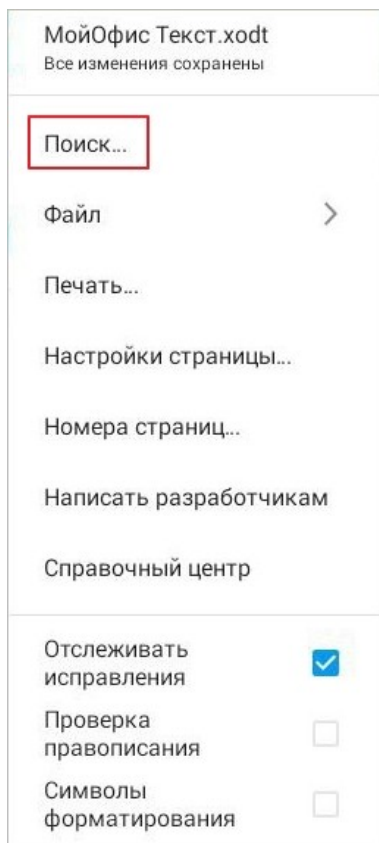 МойОфис Текст.xodt
Все изменения сохранены
Поиск...
Файл
Печать...
Настройки страницы...
Номера страниц...
Написать разработчикам
Справочный центр
Отслеживать
исправления
Проверка
правописания
Символы
форматирования